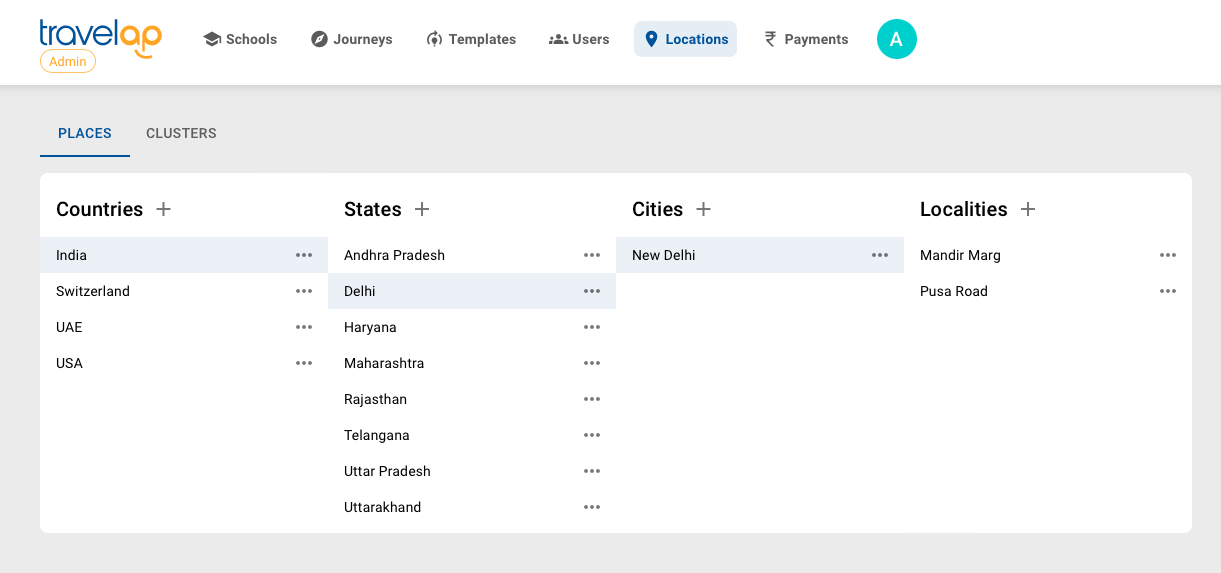 travelap
Admin
Schools
Journeys
Templates
Users
Locations
Payments
A
PLACES
CLUSTERS
Countries
India
Switzerland
UAE
USA
States
Andhra Pradesh
Delhi
Haryana
Maharashtra
Rajasthan
Telangana
Uttar Pradesh
Uttarakhand
Cities
New Delhi
Localities
Mandir Marg
Pusa Road